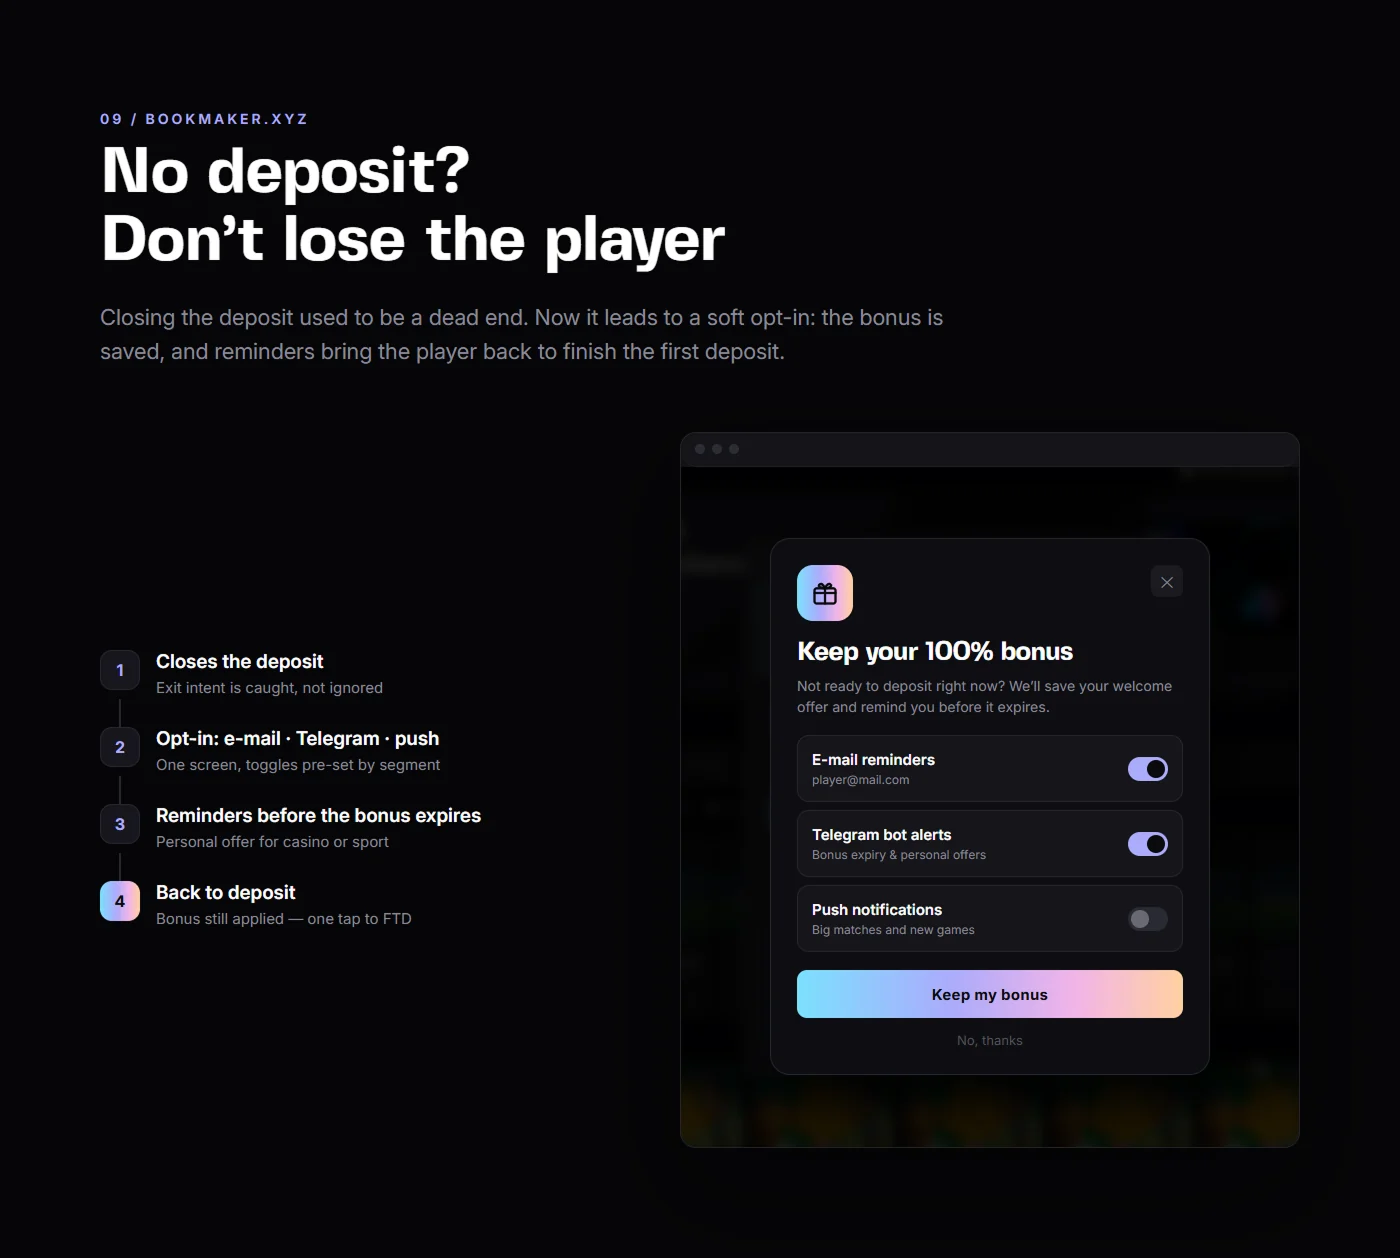 09 / BOOKMAKER.XYZ
No deposit?
Don’t lose the player
Closing the deposit used to be a dead end. Now it leads to a soft opt-in: the bonus is
saved, and reminders bring the player back to finish the first deposit.
1
Closes the deposit
Exit intent is caught, not ignored
2
Opt-in: e-mail · Telegram · push
One screen, toggles pre-set by segment
3
Reminders before the bonus expires
Personal offer for casino or sport
4
Back to deposit
Bonus still applied — one tap to FTD
Keep your 100% bonus
Not ready to deposit right now? We’ll save your welcome
offer and remind you before it expires.
E-mail reminders
player@mail.com
Telegram bot alerts
Bonus expiry & personal offers
Push notifications
Big matches and new games
Keep my bonus
No, thanks